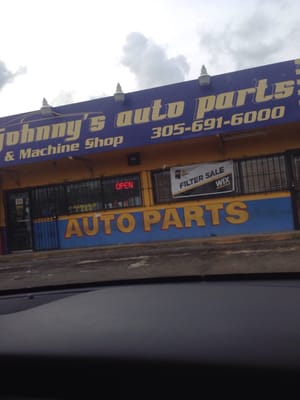 Johnny's auto parts
& Machine Shop 305-691-6000
OPEN
FILTER SALE
WIX
AUTO PARTS